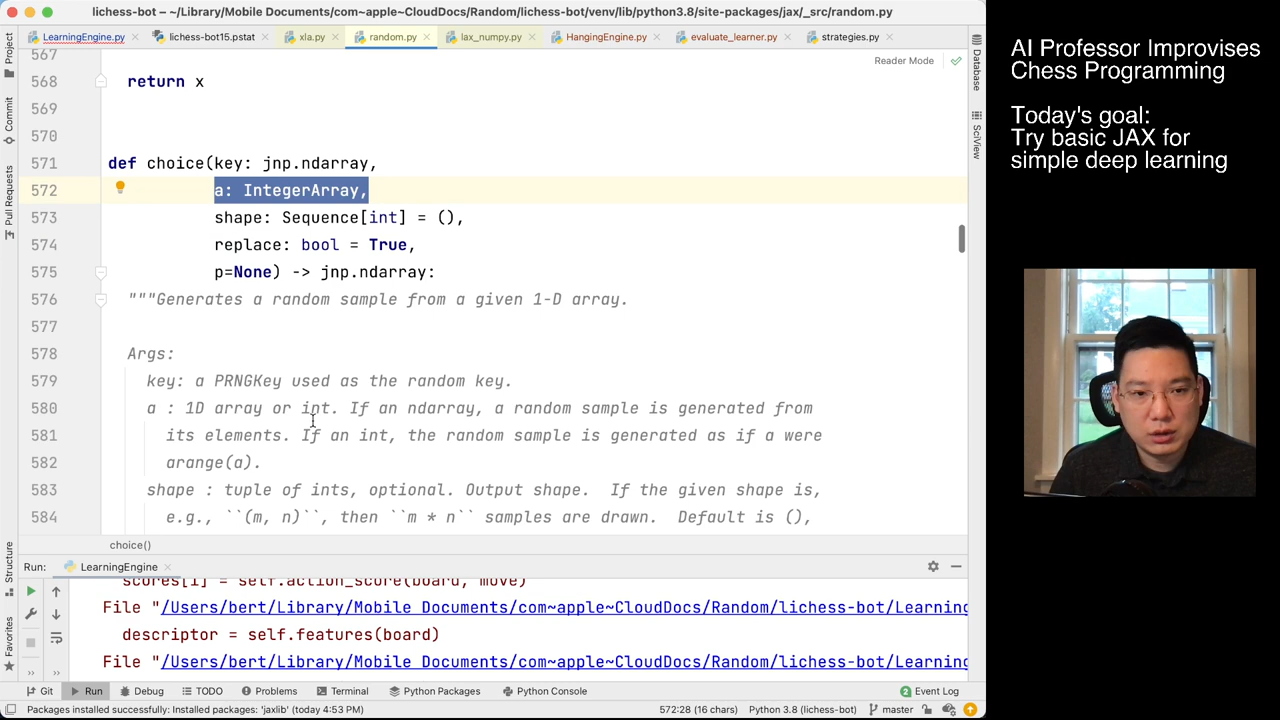 lichess-bot – ~/Library/Mobile Documents/com~apple~CloudDocs/Random/lichess-bot/venv/lib/python3.8/site-packages/jax/_src/random.py
LearningEngine.py
lichess-bot15.pstat
xla.py
random.py
lax_numpy.py
HangingEngine.py
evaluate_learner.py
strategies.py
Project
Commit
Pull Requests
Structure
Favorites
Database
SciView
Reader Mode
567
568 return x
569
570
571 def choice(key: jnp.ndarray,
572 a: IntegerArray,
573 shape: Sequence[int] = (),
574 replace: bool = True,
575 p=None) -> jnp.ndarray:
576 """Generates a random sample from a given 1-D array.
577
578 Args:
579 key: a PRNGKey used as the random key.
580 a : 1D array or int. If an ndarray, a random sample is generated from
581 its elements. If an int, the random sample is generated as if a were
582 arange(a).
583 shape : tuple of ints, optional. Output shape.  If the given shape is,
584 e.g., ``(m, n)``, then ``m * n`` samples are drawn.  Default is (),
choice()
Run: LearningEngine
scores[i] = self.action_score(board, move)
File "/Users/bert/Library/Mobile Documents/com~apple~CloudDocs/Random/lichess-bot/Learning
descriptor = self.features(board)
File "/Users/bert/Library/Mobile Documents/com~apple~CloudDocs/Random/lichess-bot/Learning
Git
Run
Debug
TODO
Problems
Terminal
Python Packages
Python Console
2 Event Log
Packages installed successfully: Installed packages: 'jaxlib' (today 4:53 PM)
572:28 (16 chars)
Python 3.8 (lichess-bot)
master
AI Professor Improvises
Chess Programming
Today's goal:
Try basic JAX for
simple deep learning